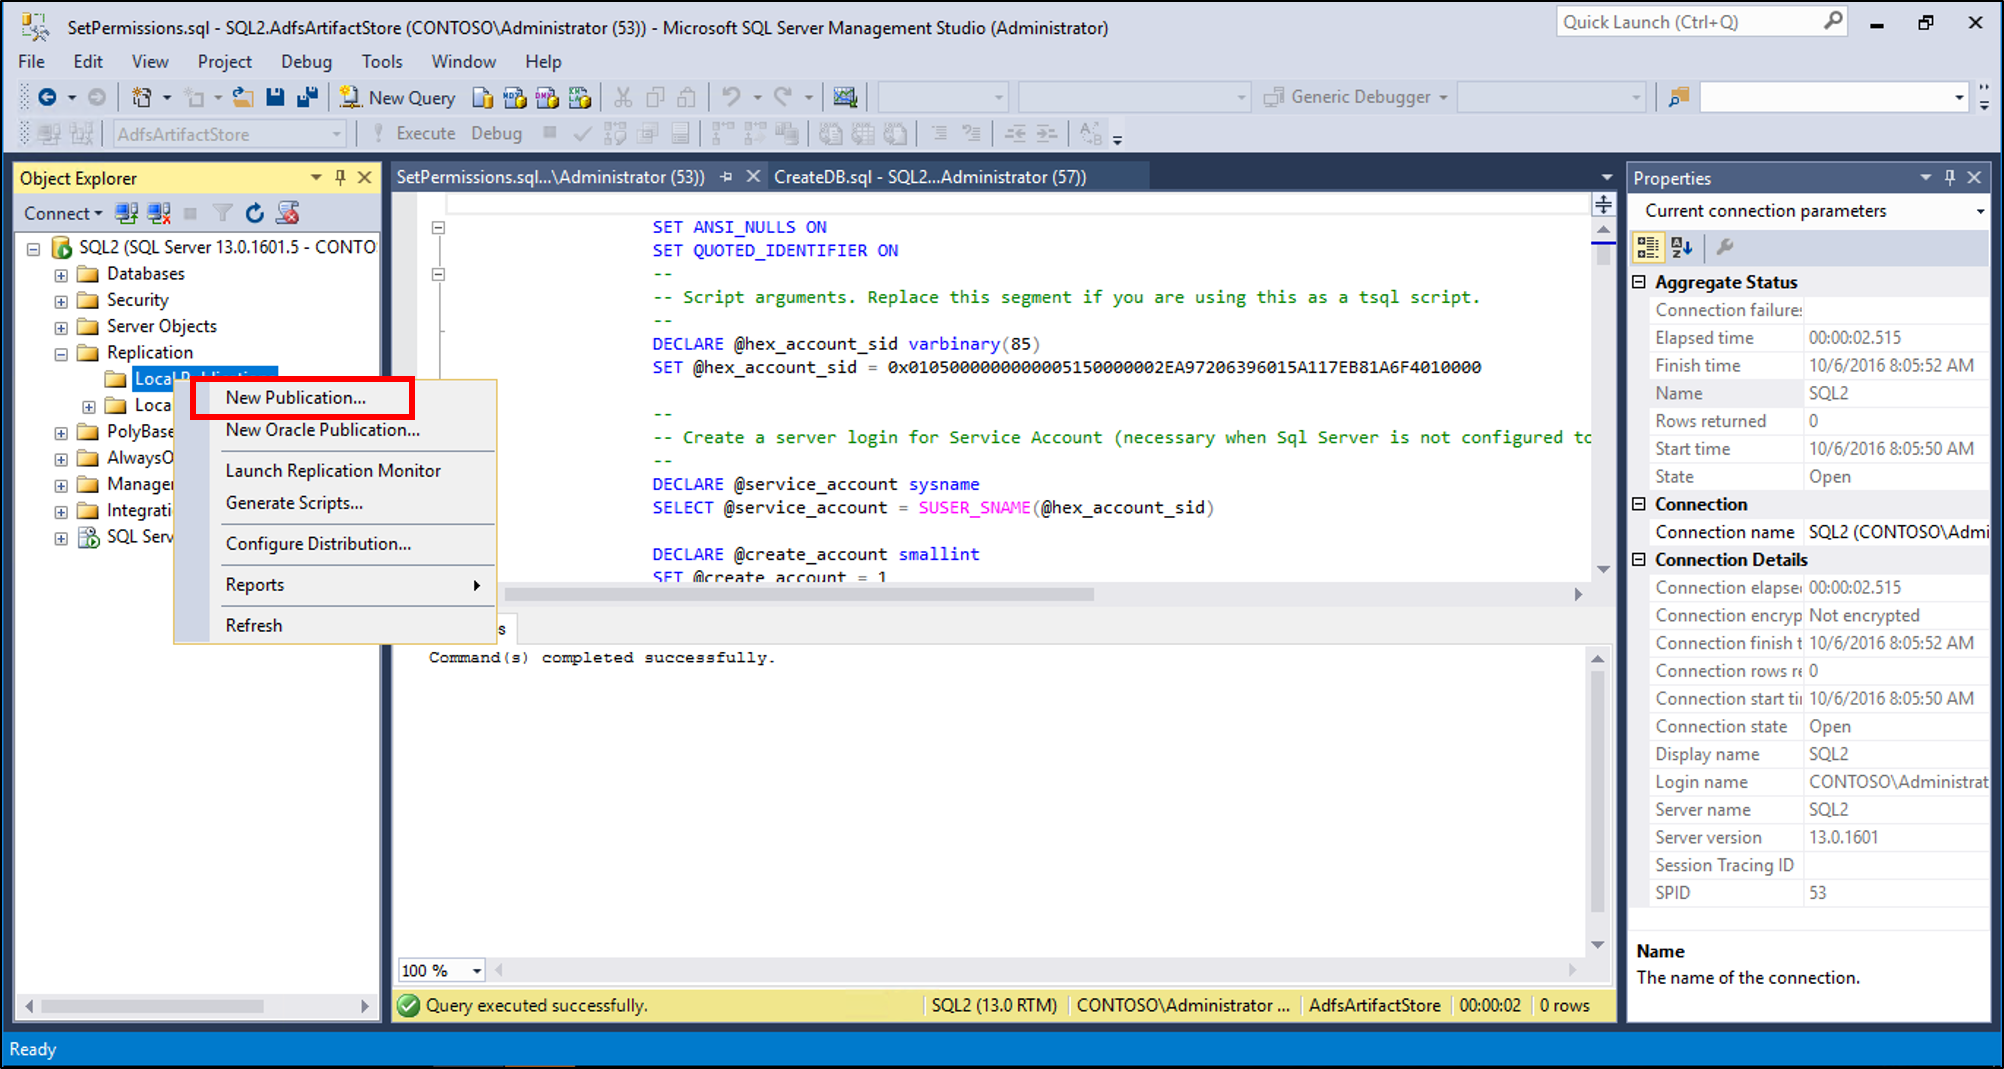 SetPermissions.sql - SQL2.AdfsArtifactStore (CONTOSO\Administrator (53)) - Microsoft SQL Server Management Studio (Administrator)
Quick Launch (Ctrl+Q)
File Edit View Project Debug Tools Window Help
New Query
Generic Debugger
AdfsArtifactStore
Execute Debug
Object Explorer
Connect
SQL2 (SQL Server 13.0.1601.5 - CONTO
Databases
Security
Server Objects
Replication
Local
Loca
PolyBase
AlwaysO
Manager
Integrati
SQL Serv
New Publication...
New Oracle Publication...
Launch Replication Monitor
Generate Scripts...
Configure Distribution...
Reports
Refresh
SetPermissions.sql...\Administrator (53))
CreateDB.sql - SQL2...Administrator (57))
SET ANSI_NULLS ON
SET QUOTED_IDENTIFIER ON
--
-- Script arguments. Replace this segment if you are using this as a tsql script.
--
DECLARE @hex_account_sid varbinary(85)
SET @hex_account_sid = 0x0105000000000005150000002EA97206396015A117EB81A6F4010000
--
-- Create a server login for Service Account (necessary when Sql Server is not configured to
--
DECLARE @service_account sysname
SELECT @service_account = SUSER_SNAME(@hex_account_sid)
DECLARE @create_account smallint
SET @create_account = 1
s
Command(s) completed successfully.
100 %
Query executed successfully.
SQL2 (13.0 RTM)
CONTOSO\Administrator ...
AdfsArtifactStore
00:00:02
0 rows
Properties
Current connection parameters
Aggregate Status
Connection failures
Elapsed time 00:00:02.515
Finish time 10/6/2016 8:05:52 AM
Name SQL2
Rows returned 0
Start time 10/6/2016 8:05:50 AM
State Open
Connection
Connection name SQL2 (CONTOSO\Admi
Connection Details
Connection elapse 00:00:02.515
Connection encryp Not encrypted
Connection finish t 10/6/2016 8:05:52 AM
Connection rows re 0
Connection start ti 10/6/2016 8:05:50 AM
Connection state Open
Display name SQL2
Login name CONTOSO\Administrat
Server name SQL2
Server version 13.0.1601
Session Tracing ID
SPID 53
Name
The name of the connection.
Ready